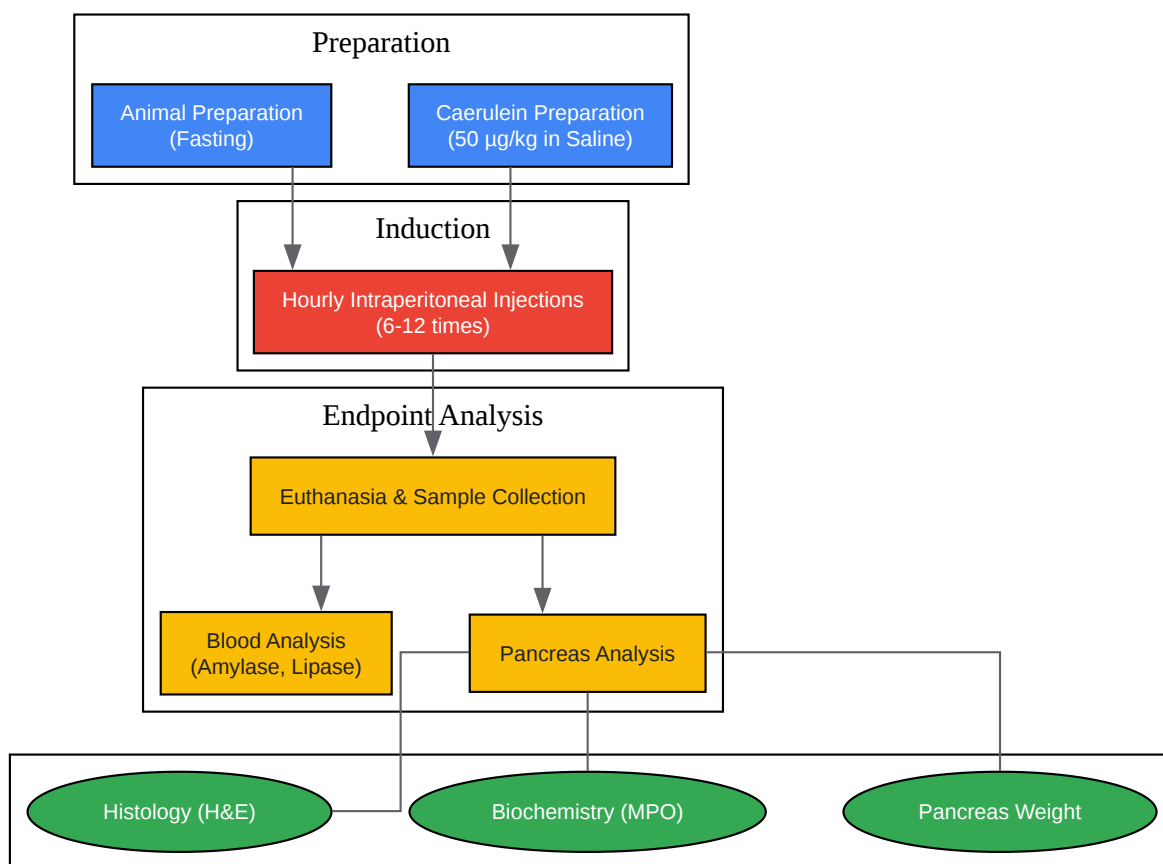 Preparation
Animal Preparation
(Fasting)
Caerulein Preparation
(50 µg/kg in Saline)
Induction
Hourly Intraperitoneal Injections
(6-12 times)
Endpoint Analysis
Euthanasia & Sample Collection
Blood Analysis
(Amylase, Lipase)
Pancreas Analysis
Histology (H&E)
Biochemistry (MPO)
Pancreas Weight